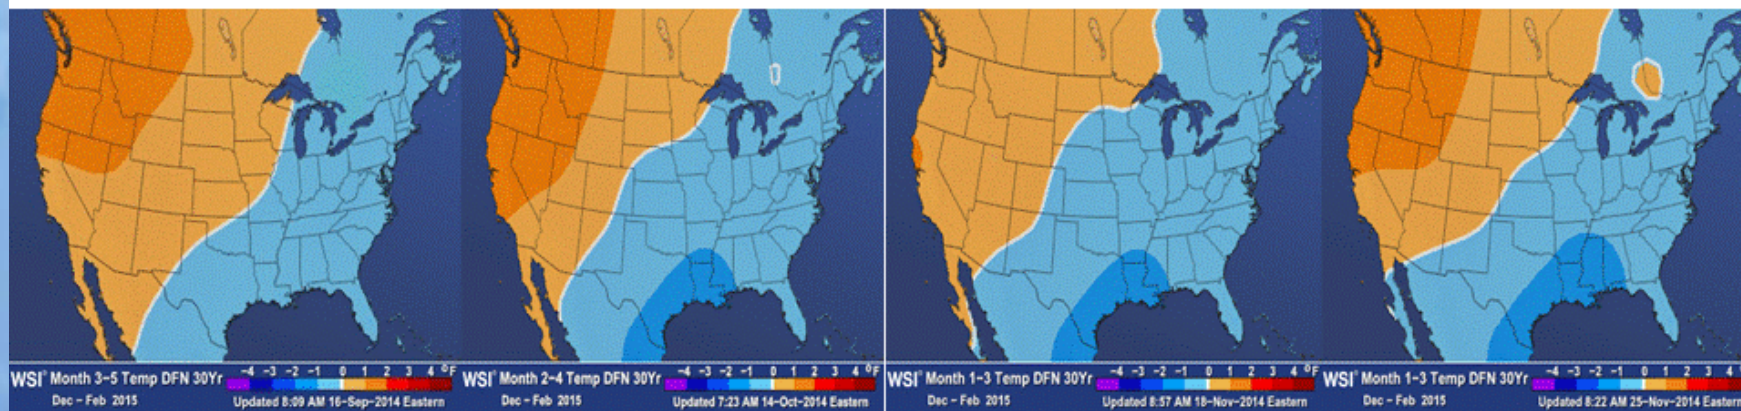 WSI Month 3-5 Temp DFN 30Yr
-4 -3 -2 -1 0 1 2 3 4 °F
Dec - Feb 2015 Updated 8:09 AM 16-Sep-2014 Eastern
WSI Month 2-4 Temp DFN 30Yr
-4 -3 -2 -1 0 1 2 3 4 °F
Dec - Feb 2015 Updated 7:23 AM 14-Oct-2014 Eastern
WSI Month 1-3 Temp DFN 30Yr
-4 -3 -2 -1 0 1 2 3 4 °F
Dec - Feb 2015 Updated 8:57 AM 18-Nov-2014 Eastern
WSI Month 1-3 Temp DFN 30Yr
-4 -3 -2 -1 0 1 2 3 4 °F
Dec - Feb 2015 Updated 8:22 AM 25-Nov-2014 Eastern